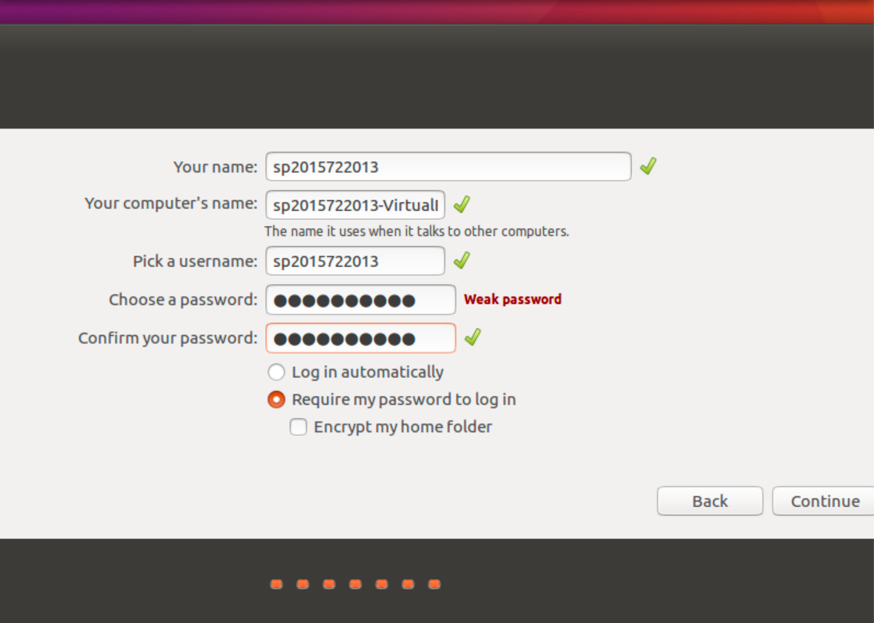 Your name: sp2015722013
Your computer's name: sp2015722013-Virtual
The name it uses when it talks to other computers.
Pick a username: sp2015722013
Choose a password: ●●●●●●●●●● Weak password
Confirm your password: ●●●●●●●●●●
Log in automatically
Require my password to log in
Encrypt my home folder
Back Continue